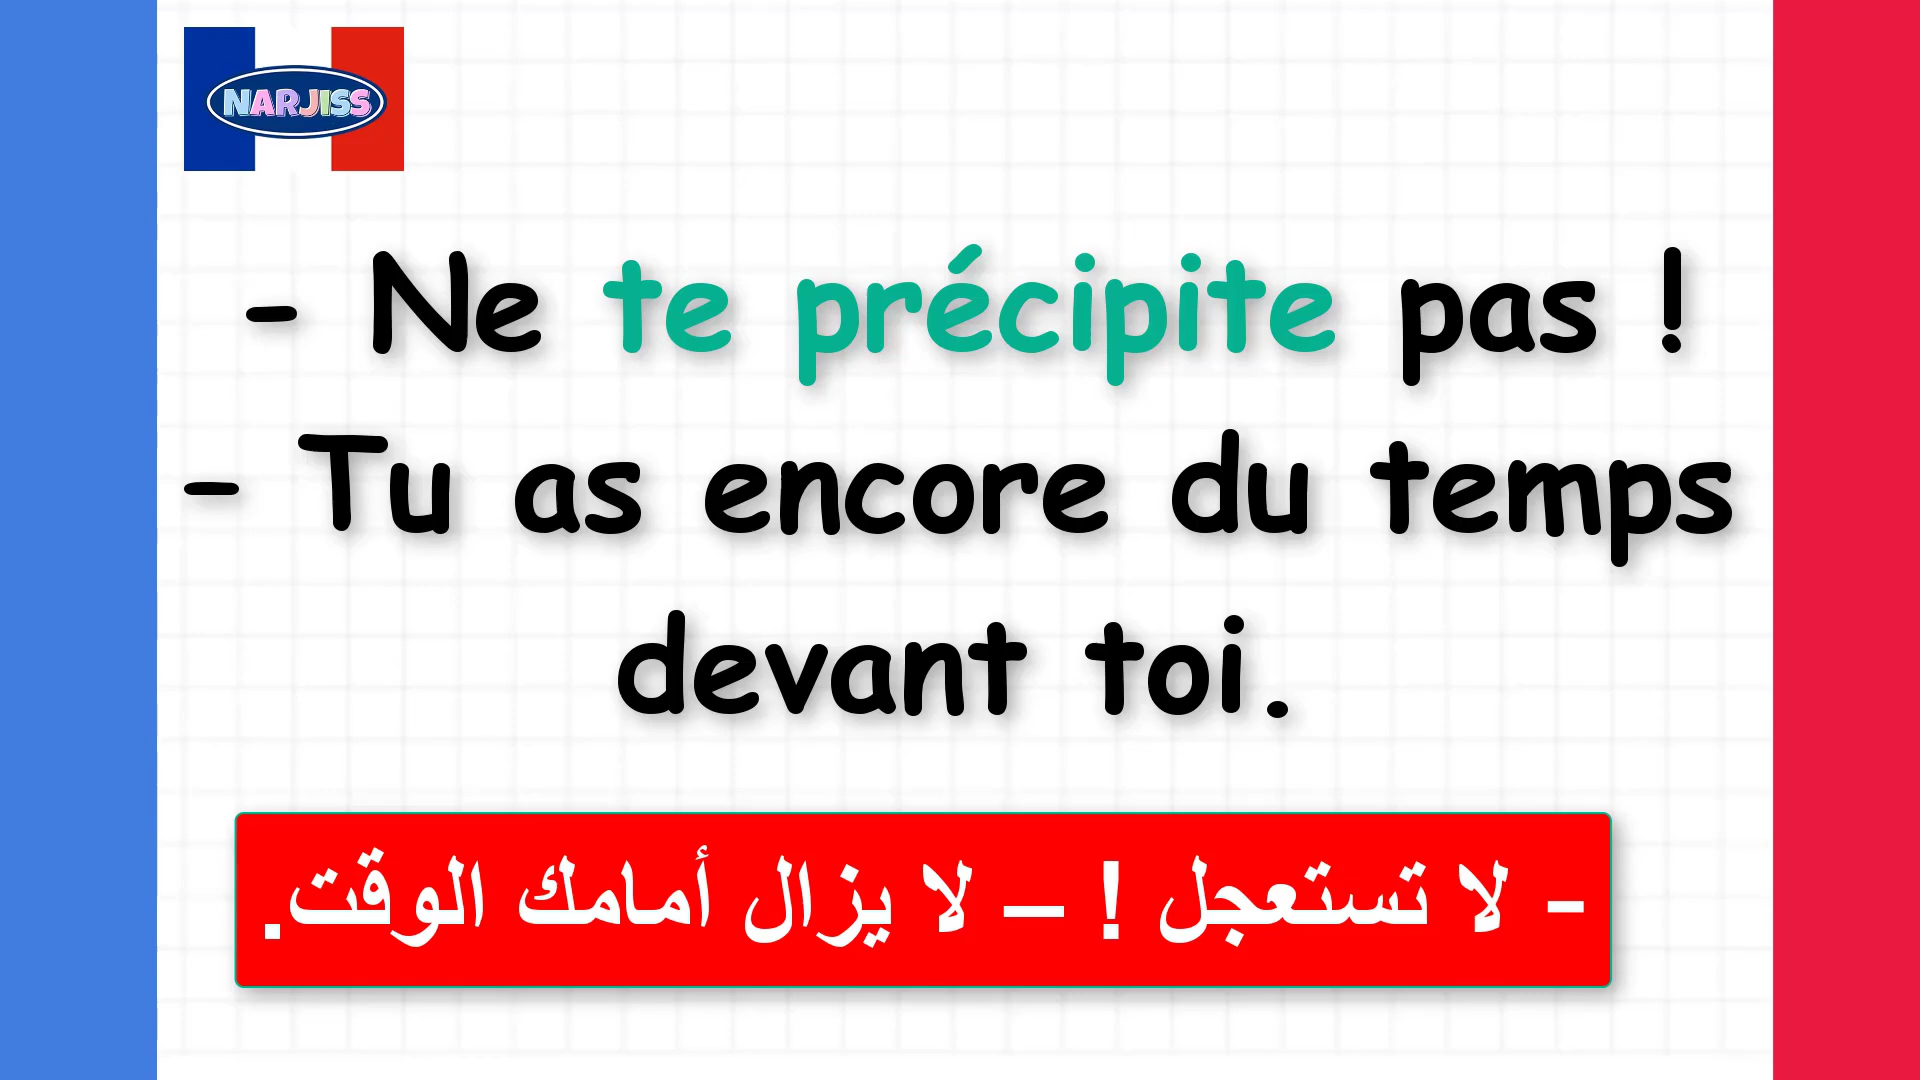 NARJISS
- Ne te précipite pas !
– Tu as encore du temps
devant toi.
- لا تستعجل ! – لا يزال أمامك الوقت.